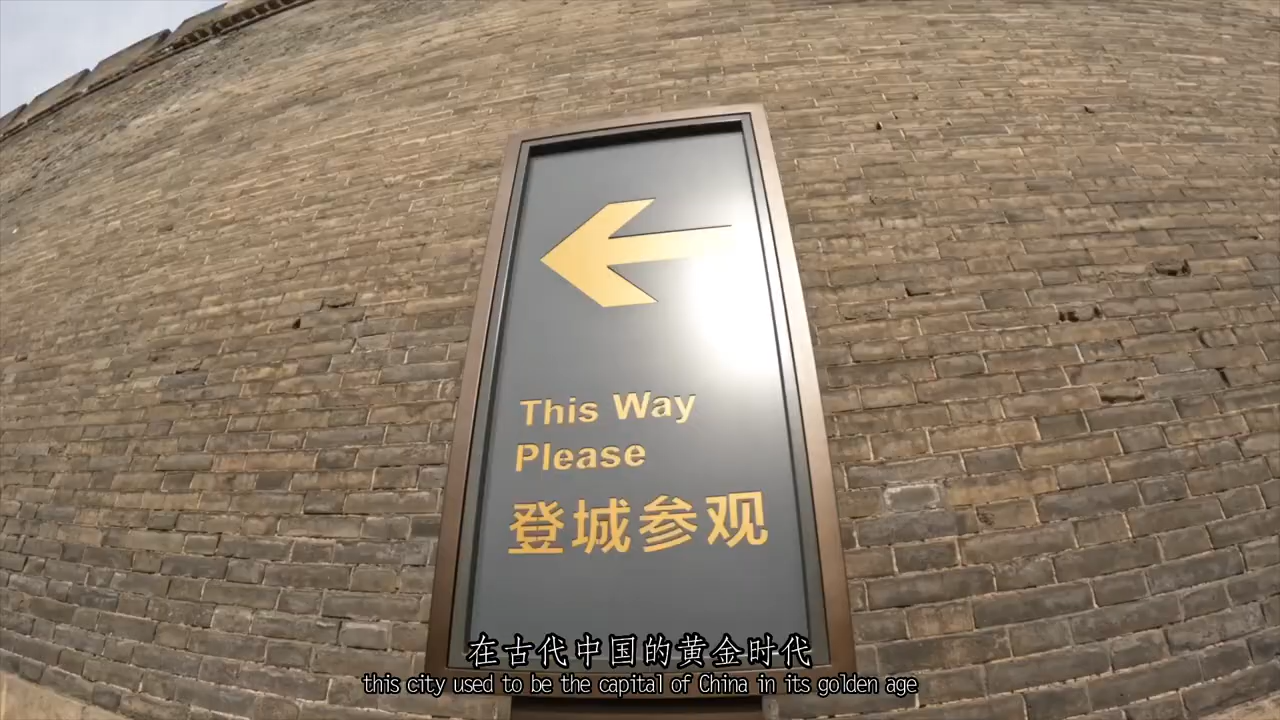 This Way
Please
登城参观
在古代中国的黄金时代
this city used to be the capital of China in its golden age